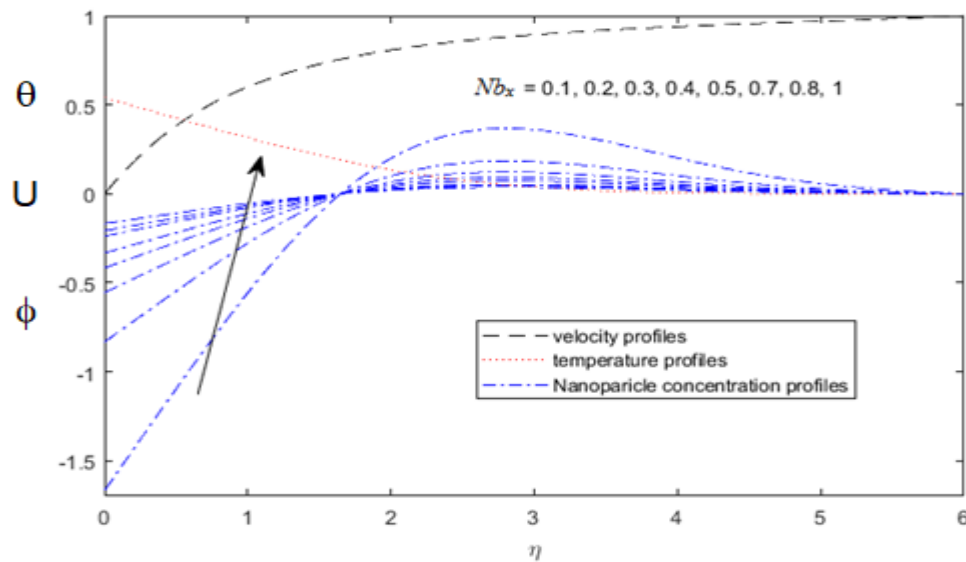 1
θ
0.5
Nbₓ = 0.1, 0.2, 0.3, 0.4, 0.5, 0.7, 0.8, 1
U
0
-0.5
ϕ
-1
-1.5
velocity profiles
temperature profiles
Nanoparicle concentration profiles
0 1 2 3 4 5 6
η